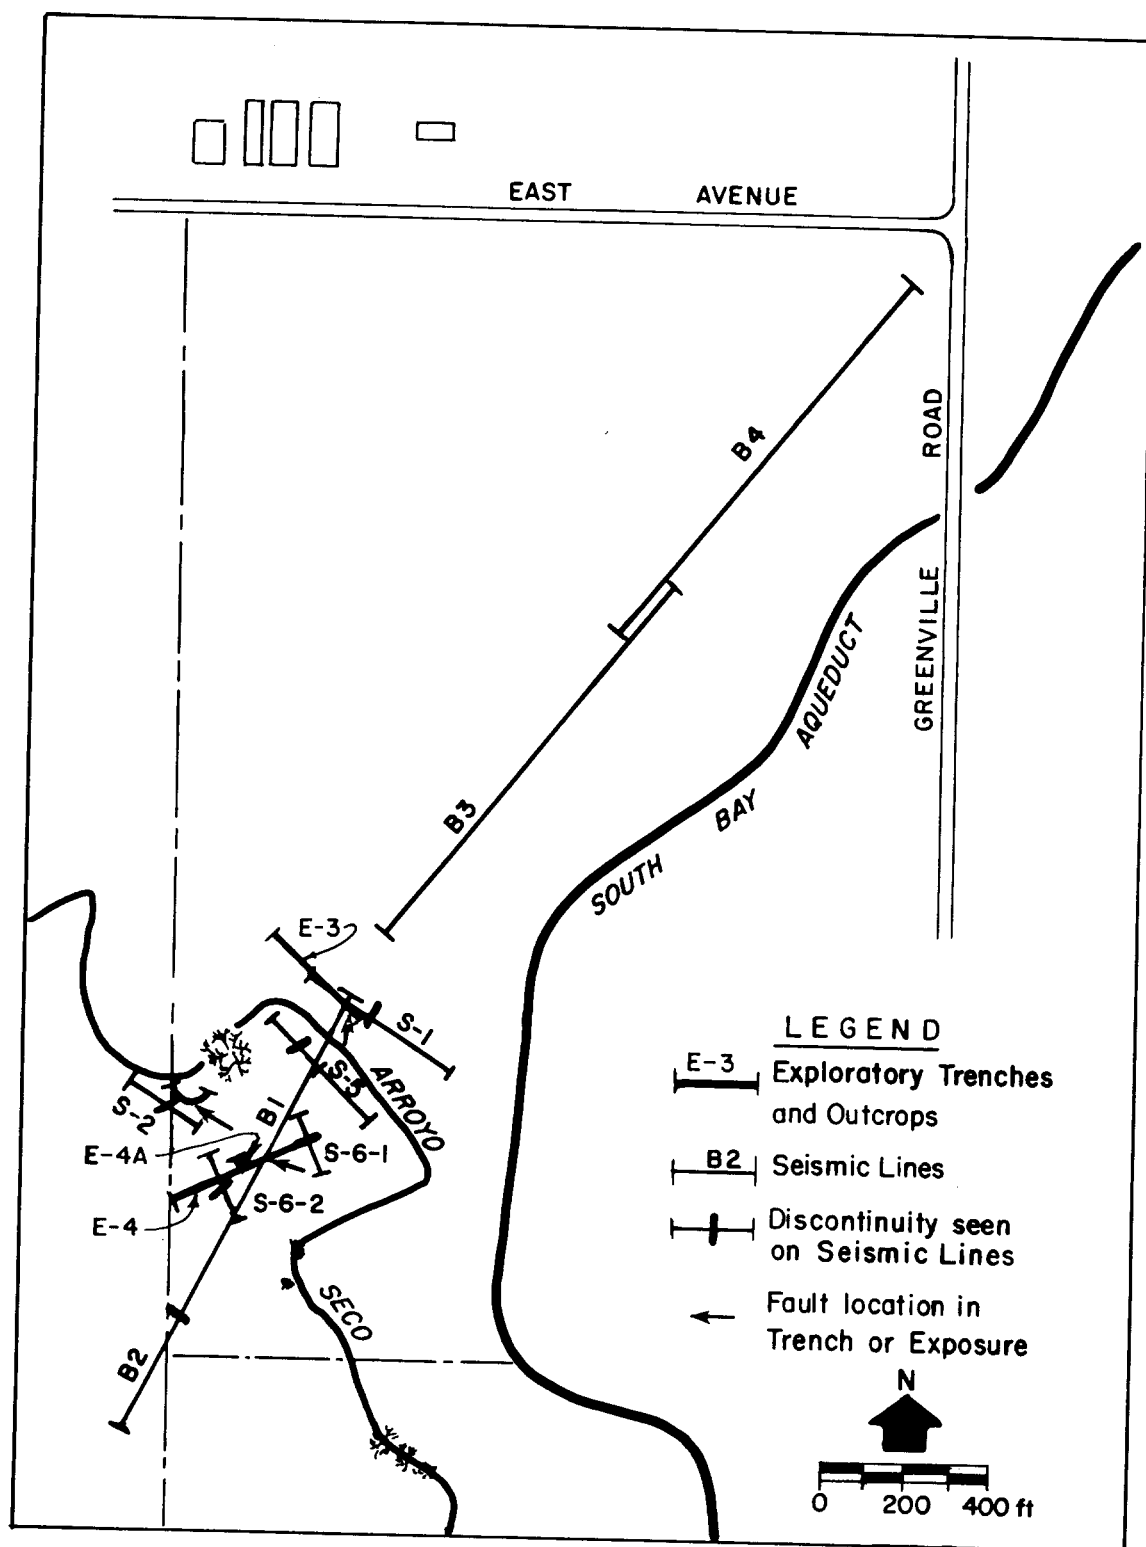 EAST AVENUE
B4
ROAD
GREENVILLE
AQUEDUCT
BAY
SOUTH
B3
E-3
S-1
S-5
ARROYO
S-2
B1
E-4A
S-6-1
S-6-2
E-4
SECO
B2
LEGEND
E-3 Exploratory Trenches
and Outcrops
B2 Seismic Lines
Discontinuity seen
on Seismic Lines
Fault location in
Trench or Exposure
N
0 200 400 ft